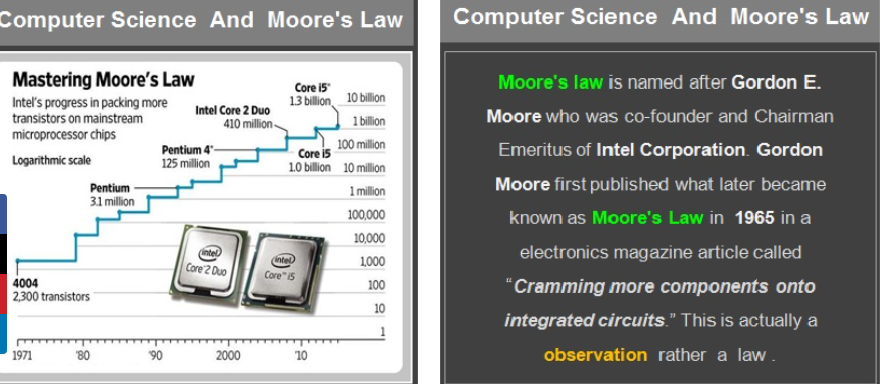 Computer Science And Moore's Law
Mastering Moore's Law
Intel's progress in packing more
transistors on mainstream
microprocessor chips
Logarithmic scale
Core i5*
1.3 billion
10 billion
Intel Core 2 Duo
410 million
1 billion
Pentium 4*
125 million
100 million
Core i5
1.0 billion
10 million
Pentium
3.1 million
1 million
100,000
10,000
1,000
100
10
1
4004
2,300 transistors
intel
Core 2 Duo
intel
Core™ i5
1971
'80
'90
2000
'10
Computer Science And Moore's Law
Moore's law is named after Gordon E.
Moore who was co-founder and Chairman
Emeritus of Intel Corporation. Gordon
Moore first published what later became
known as Moore's Law in 1965 in a
electronics magazine article called
“Cramming more components onto
integrated circuits.” This is actually a
observation rather a law .